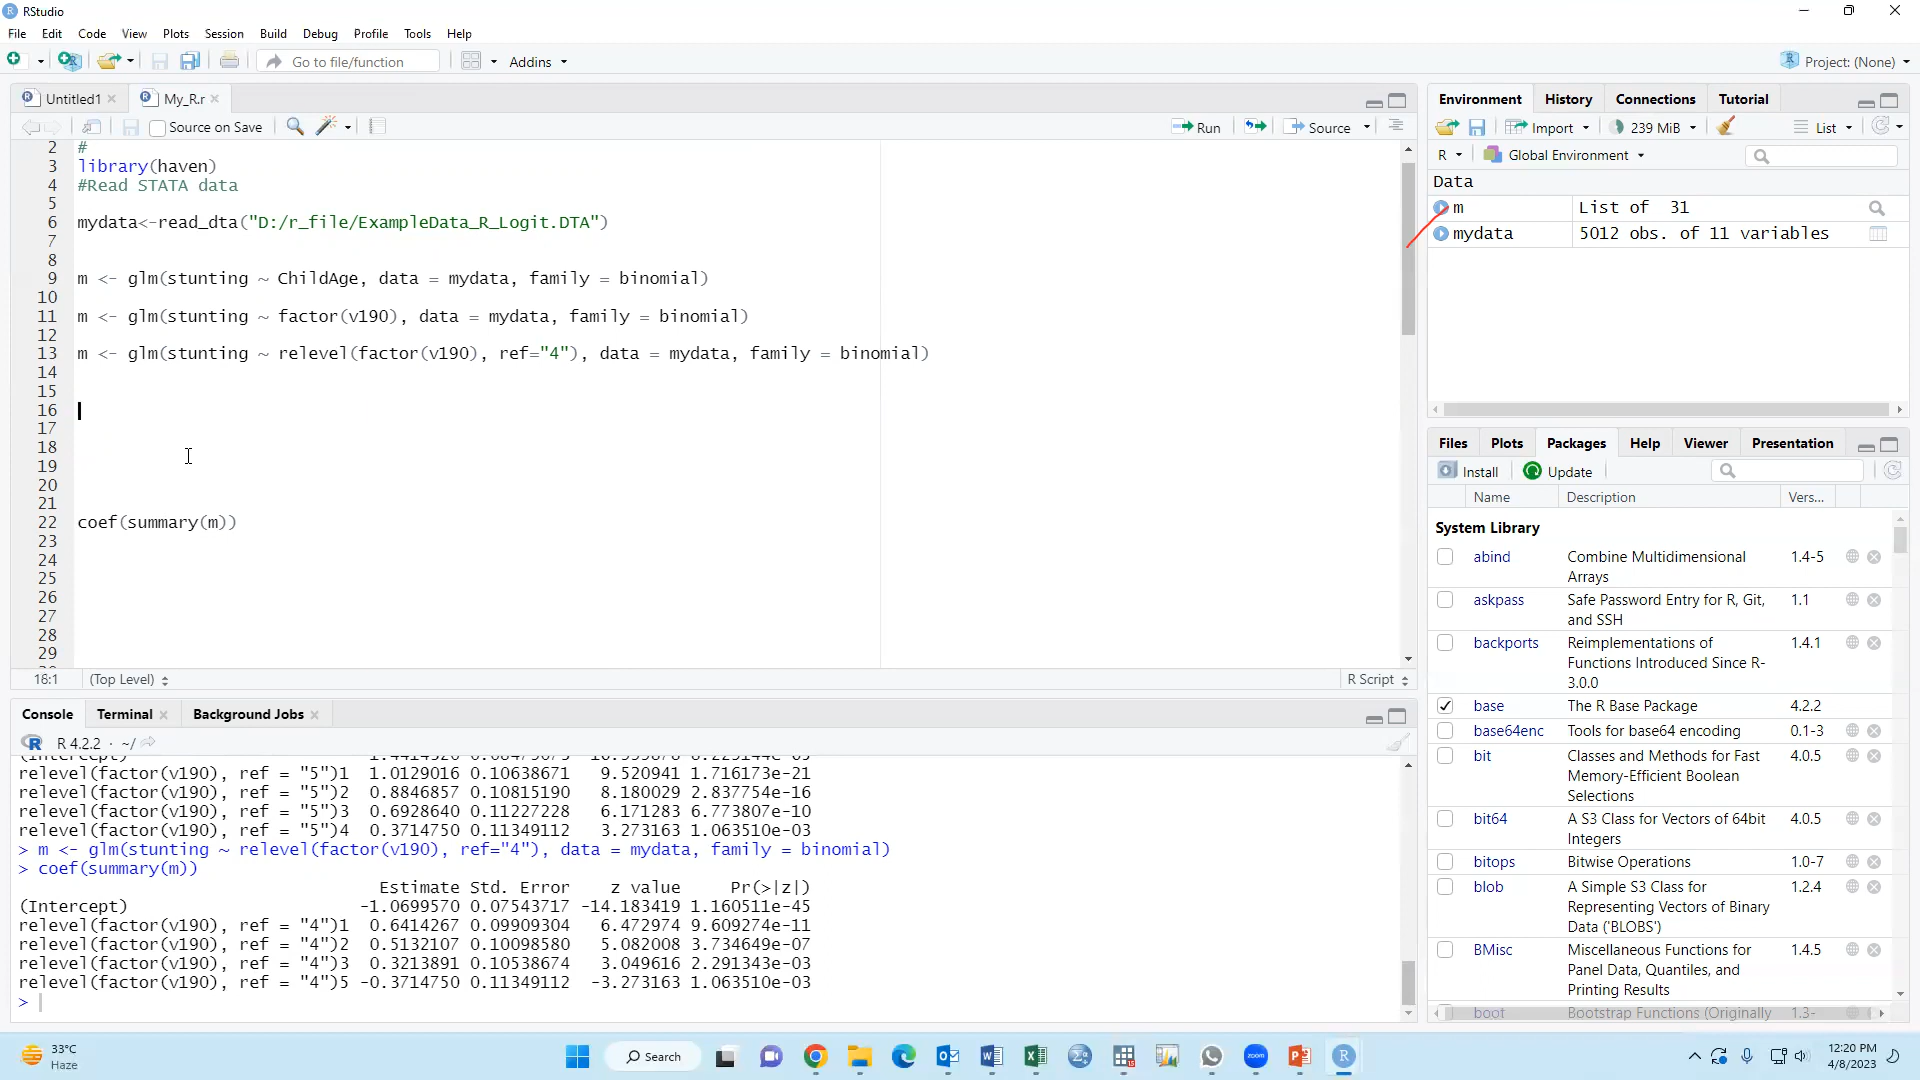 RStudio
File Edit Code View Plots Session Build Debug Profile Tools Help
Go to file/function Addins Project: (None)
Untitled1 My_R.r
Source on Save Run Source
2 #
3 library(haven)
4 #Read STATA data
5
6 mydata<-read_dta("D:/r_file/ExampleData_R_Logit.DTA")
7
8
9 m <- glm(stunting ~ ChildAge, data = mydata, family = binomial)
10
11 m <- glm(stunting ~ factor(v190), data = mydata, family = binomial)
12
13 m <- glm(stunting ~ relevel(factor(v190), ref="4"), data = mydata, family = binomial)
14
15
16
17
18
19
20
21
22 coef(summary(m))
23
24
25
26
27
28
29
16:1 (Top Level) R Script
Console Terminal Background Jobs
R 4.2.2 · ~/
(Intercept)
relevel(factor(v190), ref = "5")1 1.0129016 0.10638671 9.520941 1.716173e-21
relevel(factor(v190), ref = "5")2 0.8846857 0.10815190 8.180029 2.837754e-16
relevel(factor(v190), ref = "5")3 0.6928640 0.11227228 6.171283 6.773807e-10
relevel(factor(v190), ref = "5")4 0.3714750 0.11349112 3.273163 1.063510e-03
> m <- glm(stunting ~ relevel(factor(v190), ref="4"), data = mydata, family = binomial)
> coef(summary(m))
Estimate Std. Error z value Pr(>|z|)
(Intercept) -1.0699570 0.07543717 -14.183419 1.160511e-45
relevel(factor(v190), ref = "4")1 0.6414267 0.09909304 6.472974 9.609274e-11
relevel(factor(v190), ref = "4")2 0.5132107 0.10098580 5.082008 3.734649e-07
relevel(factor(v190), ref = "4")3 0.3213891 0.10538674 3.049616 2.291343e-03
relevel(factor(v190), ref = "4")5 -0.3714750 0.11349112 -3.273163 1.063510e-03
>
Environment History Connections Tutorial
Import 239 MiB List
R Global Environment
Data
m List of 31
mydata 5012 obs. of 11 variables
Files Plots Packages Help Viewer Presentation
Install Update
Name Description Vers...
System Library
abind Combine Multidimensional 1.4-5
Arrays
askpass Safe Password Entry for R, Git, 1.1
and SSH
backports Reimplementations of 1.4.1
Functions Introduced Since R-
3.0.0
base The R Base Package 4.2.2
base64enc Tools for base64 encoding 0.1-3
bit Classes and Methods for Fast 4.0.5
Memory-Efficient Boolean
Selections
bit64 A S3 Class for Vectors of 64bit 4.0.5
Integers
bitops Bitwise Operations 1.0-7
blob A Simple S3 Class for 1.2.4
Representing Vectors of Binary
Data ('BLOBS')
BMisc Miscellaneous Functions for 1.4.5
Panel Data, Quantiles, and
Printing Results
boot Bootstrap Functions (Originally 1.3-
33°C
Haze
Search
12:20 PM
4/8/2023